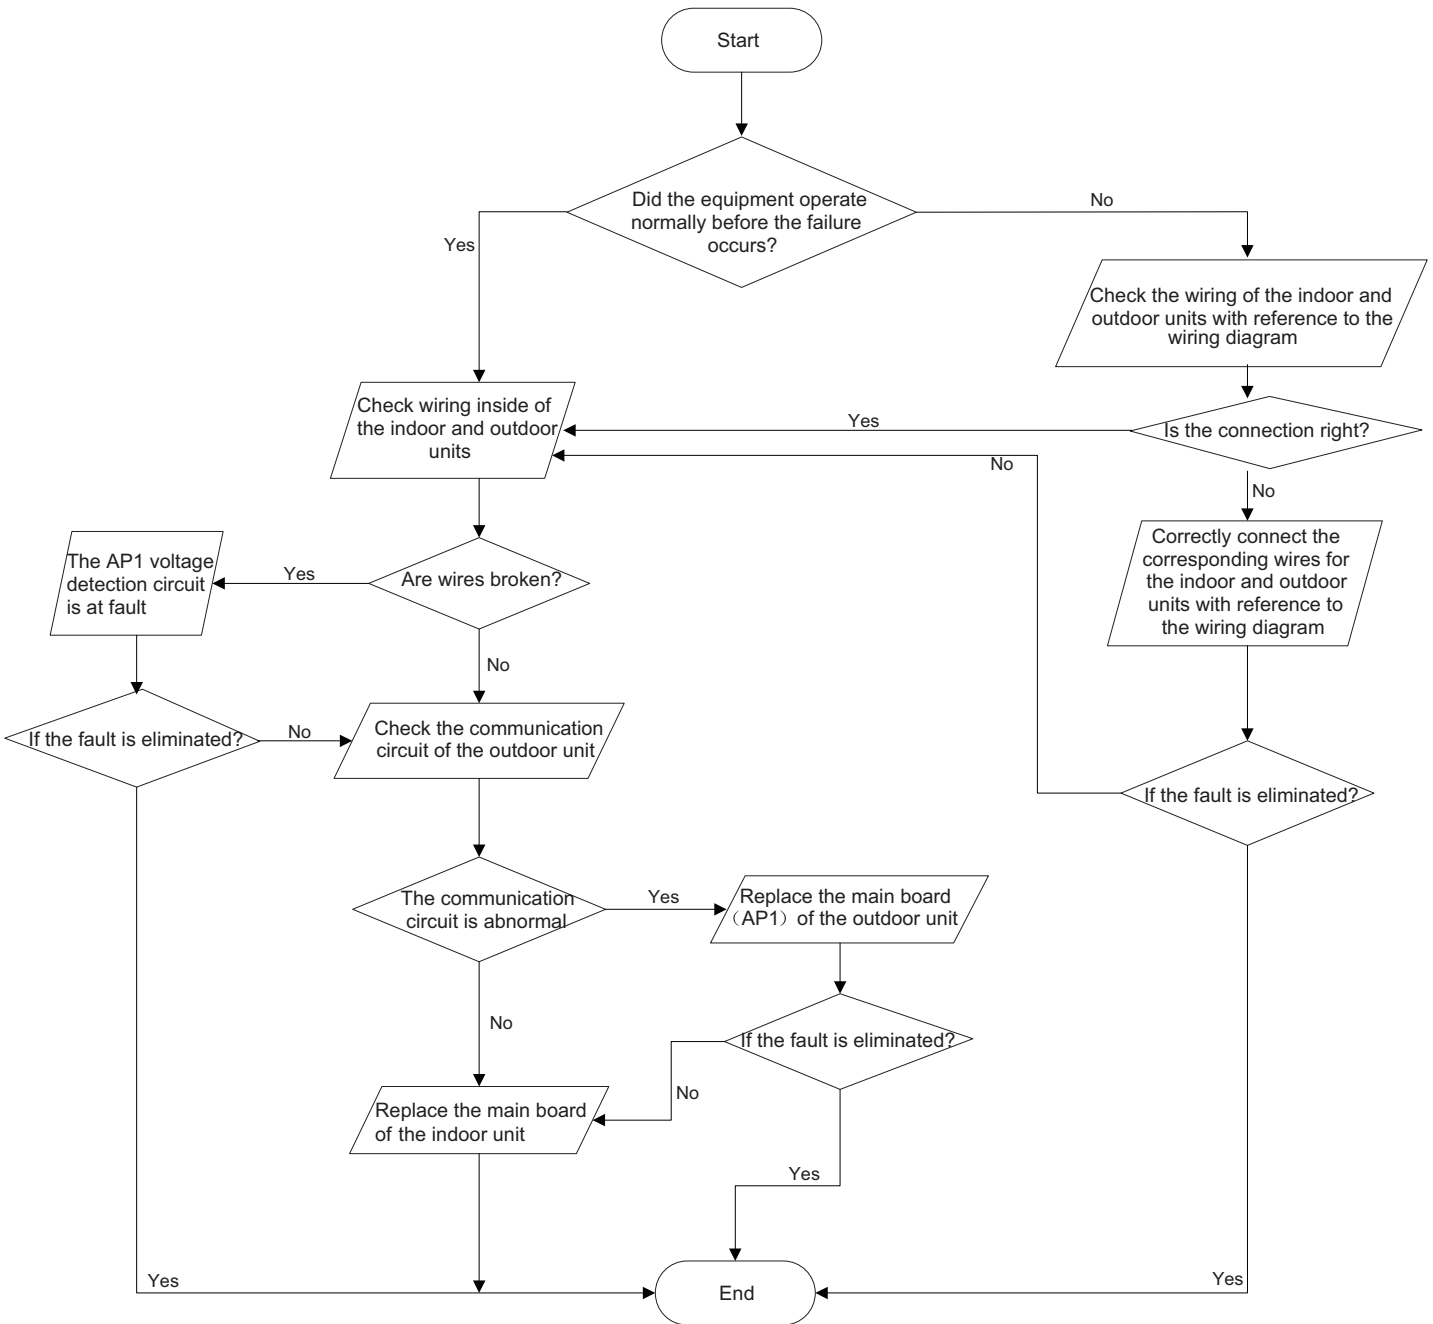 Start
Did the equipment operate
normally before the failure
occurs?
No
Yes
Check the wiring of the indoor and
outdoor units with reference to the
wiring diagram
Check wiring inside of
the indoor and outdoor
units
Yes
Is the connection right?
No
No
Correctly connect the
corresponding wires for
the indoor and outdoor
units with reference to
the wiring diagram
The AP1 voltage
detection circuit
is at fault
Yes
Are wires broken?
No
If the fault is eliminated?
No
Check the communication
circuit of the outdoor unit
If the fault is eliminated?
The communication
circuit is abnormal
Yes
Replace the main board
（AP1）of the outdoor unit
No
If the fault is eliminated?
No
Replace the main board
of the indoor unit
Yes
Yes
End
Yes